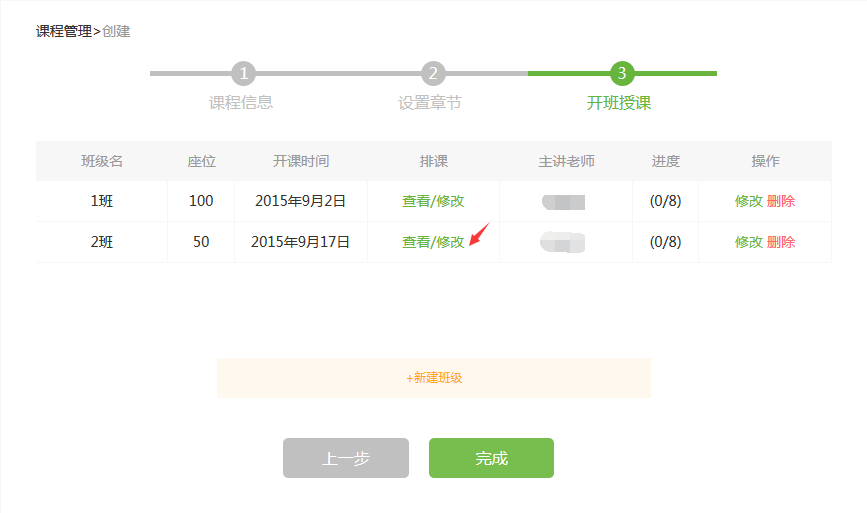 课程管理>创建
1 2 3
课程信息 设置章节 开班授课
班级名 座位 开课时间 排课 主讲老师 进度 操作
1班 100 2015年9月2日 查看/修改 (0/8) 修改 删除
2班 50 2015年9月17日 查看/修改 (0/8) 修改 删除
+新建班级
上一步 完成